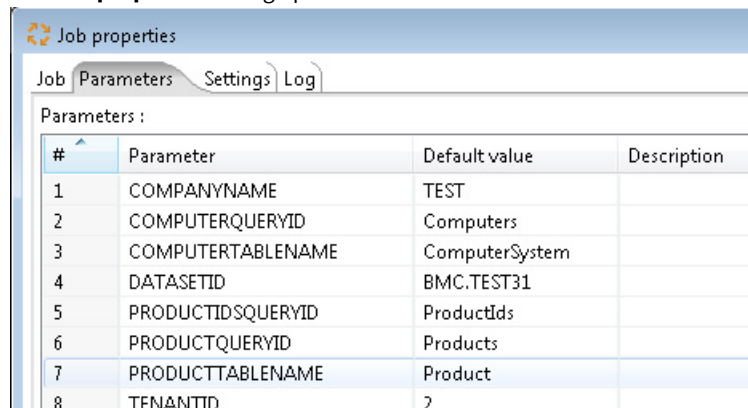 Job properties
Job Parameters Settings Log
Parameters :
# Parameter Default value Description
1 COMPANYNAME TEST
2 COMPUTERQUERYID Computers
3 COMPUTERTABLENAME ComputerSystem
4 DATASETID BMC.TEST31
5 PRODUCTIDSQUERYID ProductIds
6 PRODUCTQUERYID Products
7 PRODUCTTABLENAME Product
8 TENANTID 2